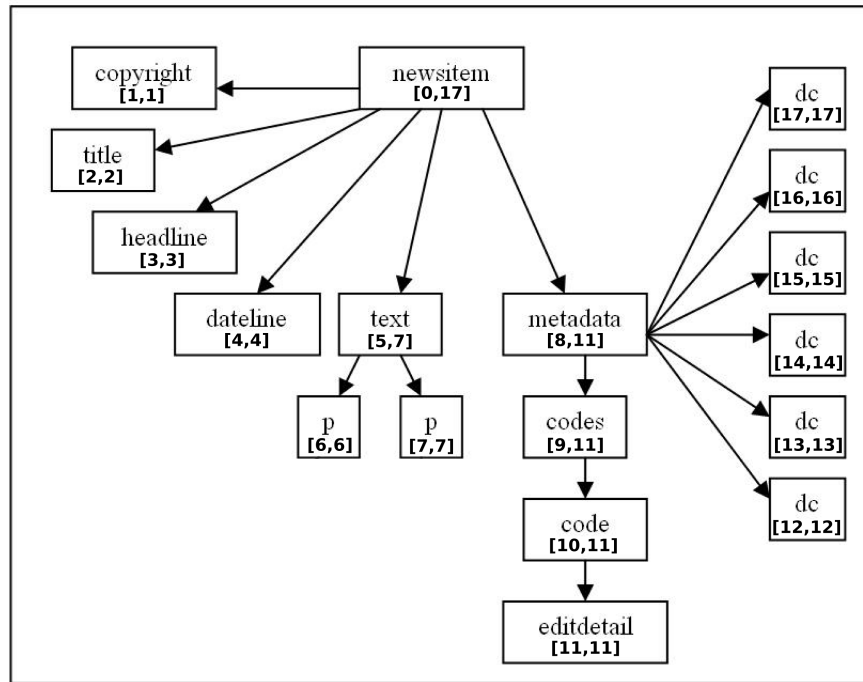 copyright
[1,1]
newsitem
[0,17]
dc
[17,17]
title
[2,2]
dc
[16,16]
headline
[3,3]
dc
[15,15]
dateline
[4,4]
text
[5,7]
metadata
[8,11]
dc
[14,14]
p
[6,6]
p
[7,7]
codes
[9,11]
dc
[13,13]
code
[10,11]
dc
[12,12]
editdetail
[11,11]